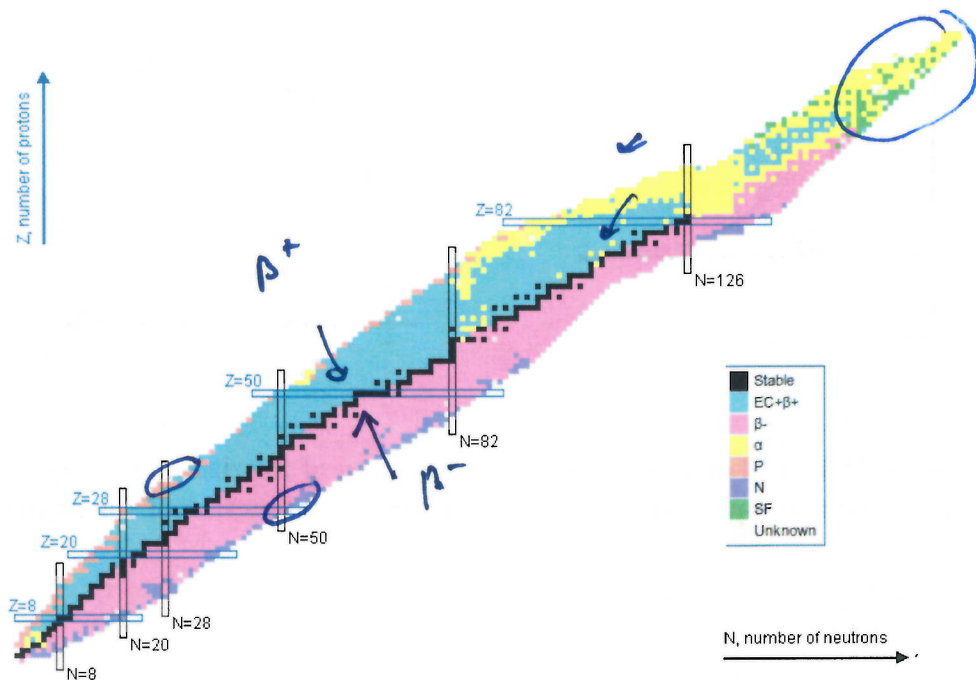 Z, number of protons
Z=82
N=126
β+
Z=50
N=82
β-
Z=28
N=50
Z=20
N=28
Z=8
N=20
N=8
Stable
EC+β+
β-
α
P
N
SF
Unknown
N, number of neutrons